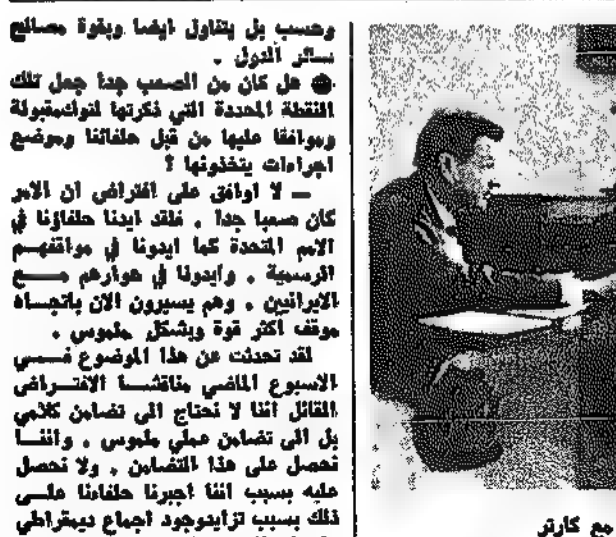 وحسب بل يتناول ايضا وبقوة مصالح
سائر الدول .
● هل كان من الصعب جدا جعل تلك
النقطة المحددة التي ذكرتها لتوك مقبولة
وموافقا عليها من قبل حلفائنا وموضع
اجراءات يتخذونها ؟
— لا اوافق على افتراض ان الامر
كان صعبا جدا . فلقد ايدنا حلفاؤنا في
الامم المتحدة كما ايدونا في مواقفهم
الرسمية . وايدونا في حوارهم مع
الايرانيين . وهم يسيرون الان باتجاه
موقف اكثر قوة وبشكل ملموس .
لقد تحدثت عن هذا الموضوع في
الاسبوع الماضي مناقشا الافتراض
القائل اننا لا نحتاج الى تضامن كلامي
بل الى تضامن عملي ملموس . واننا
نحصل على هذا التضامن . ولا نحصل
عليه بسبب اننا اجبرنا حلفاءنا على
ذلك بسبب تزايد وجود اجماع ديمقراطي
مع كارتر